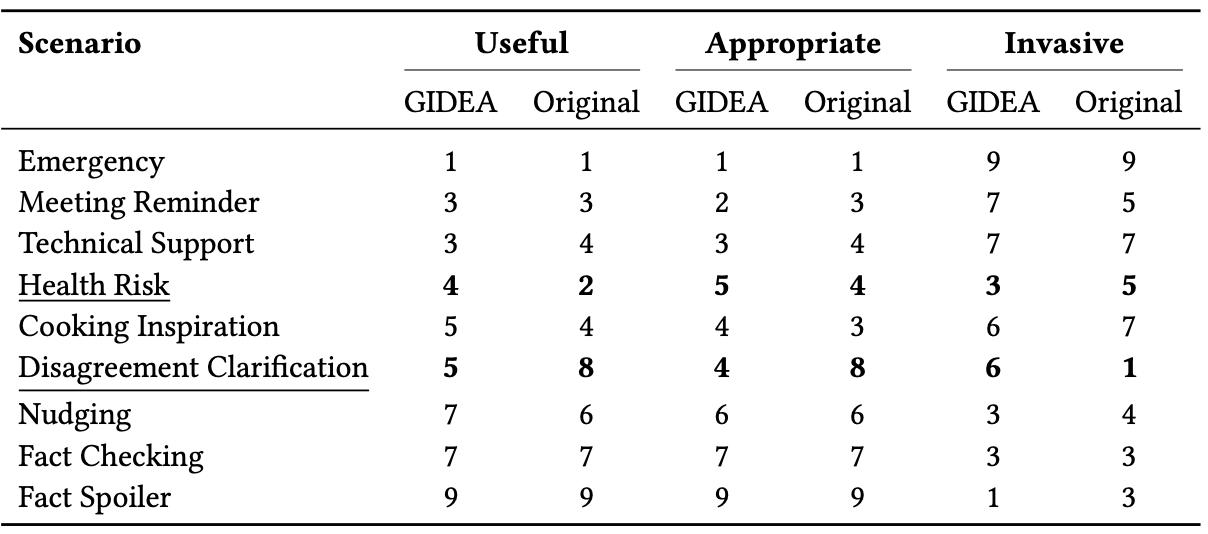 Scenario Useful Appropriate Invasive
GIDEA Original GIDEA Original GIDEA Original
Emergency 1 1 1 1 9 9
Meeting Reminder 3 3 2 3 7 5
Technical Support 3 4 3 4 7 7
Health Risk 4 2 5 4 3 5
Cooking Inspiration 5 4 4 3 6 7
Disagreement Clarification 5 8 4 8 6 1
Nudging 7 6 6 6 3 4
Fact Checking 7 7 7 7 3 3
Fact Spoiler 9 9 9 9 1 3